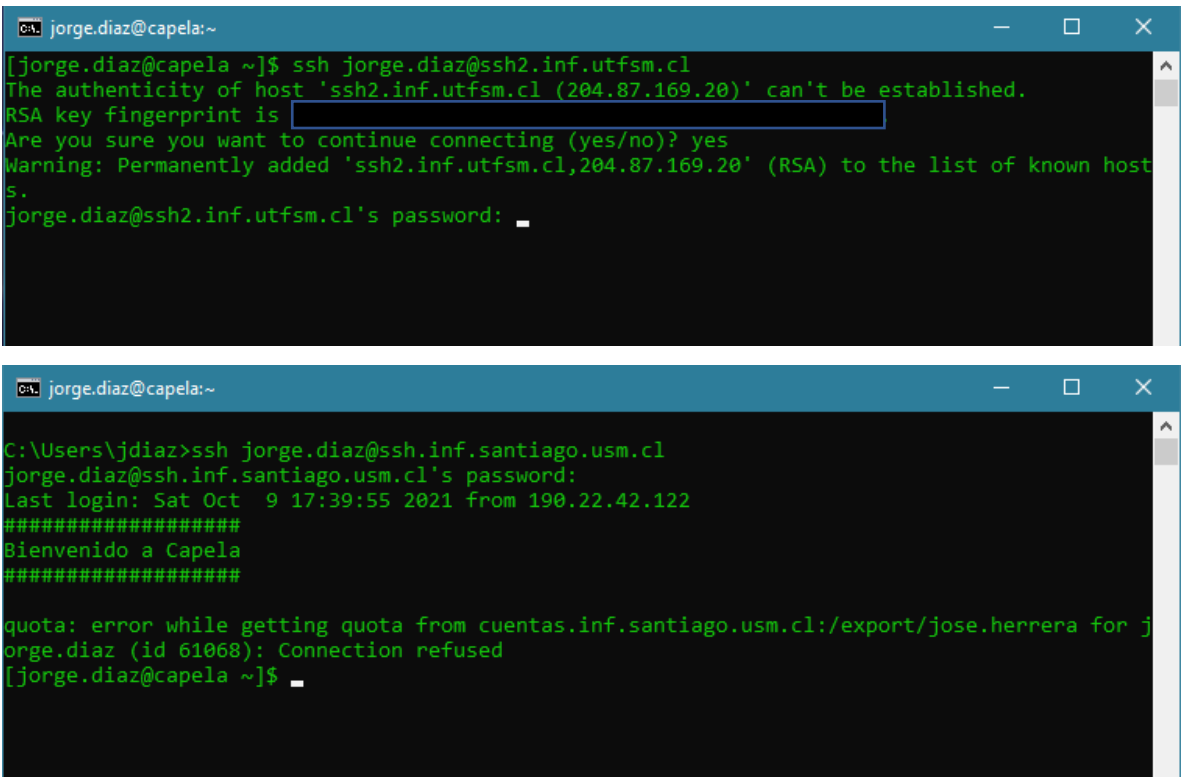 jorge.diaz@capela:~
[jorge.diaz@capela ~]$ ssh jorge.diaz@ssh2.inf.utfsm.cl
The authenticity of host 'ssh2.inf.utfsm.cl (204.87.169.20)' can't be established.
RSA key fingerprint is
Are you sure you want to continue connecting (yes/no)? yes
Warning: Permanently added 'ssh2.inf.utfsm.cl,204.87.169.20' (RSA) to the list of known host
s.
jorge.diaz@ssh2.inf.utfsm.cl's password:
jorge.diaz@capela:~
C:\Users\jdiaz>ssh jorge.diaz@ssh.inf.santiago.usm.cl
jorge.diaz@ssh.inf.santiago.usm.cl's password:
Last login: Sat Oct  9 17:39:55 2021 from 190.22.42.122
###################
Bienvenido a Capela
###################
quota: error while getting quota from cuentas.inf.santiago.usm.cl:/export/jose.herrera for j
orge.diaz (id 61068): Connection refused
[jorge.diaz@capela ~]$